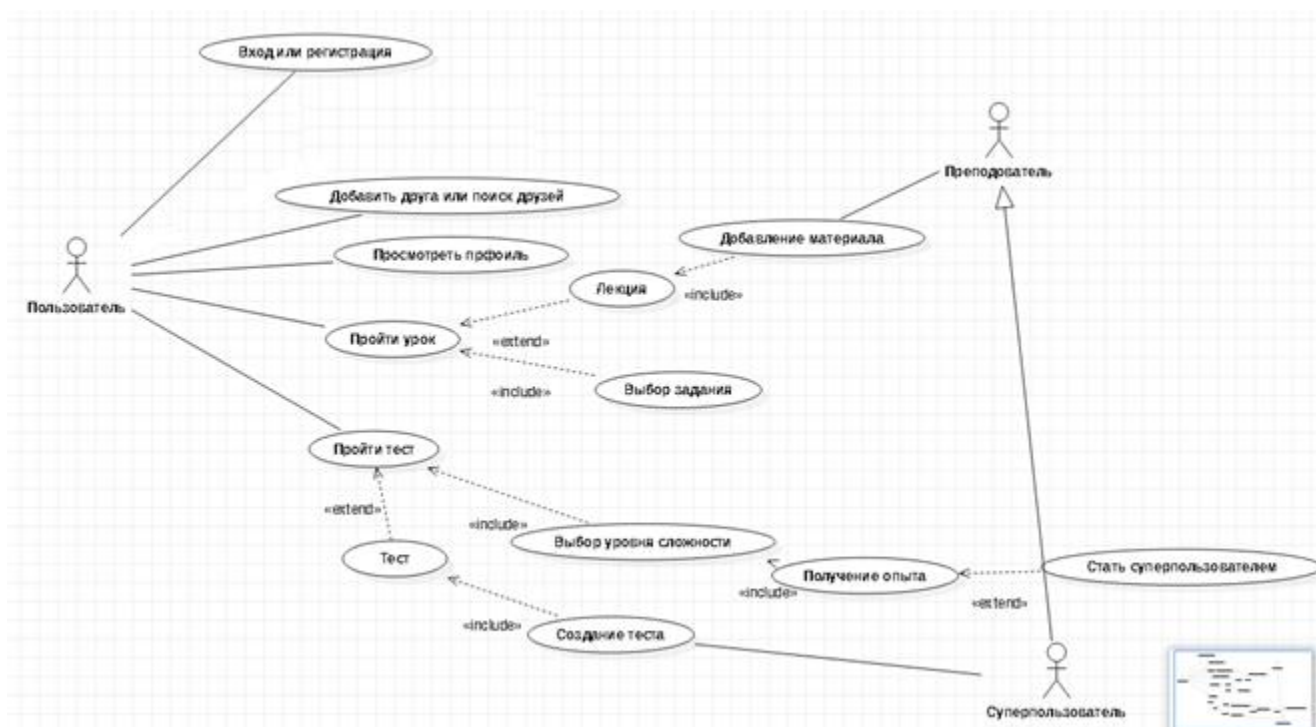 Вход или регистрация
Преподователь
Добавить друга или поиск друзей
Добавление материала
Просмотреть прфоиль
Лекция
«include»
Пользователь
Пройти урок
«extend»
«include»
Выбор задания
Пройти тест
«extend»
«include»
Выбор уровня сложности
Тест
Получение опыта
Стать суперпользователем
«include»
«extend»
«include»
Создание теста
Суперпользователь